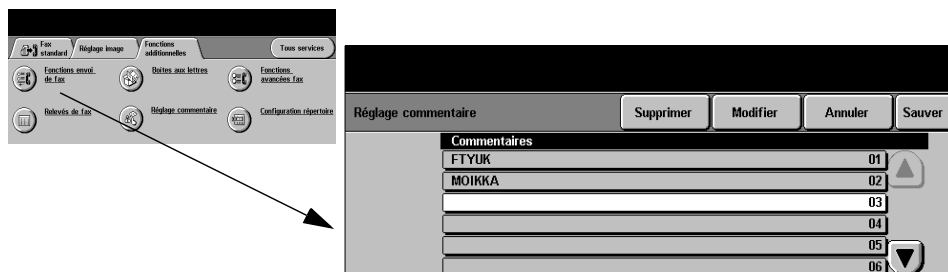 Fax
standard
Réglage image
Fonctions
additionnelles
Tous services
Fonctions envoi
de fax
Boîtes aux lettres
Fonctions
avancées fax
Relevés de fax
Réglage commentaire
Configuration répertoire
Réglage commentaire
Supprimer
Modifier
Annuler
Sauver
Commentaires
FTYUK 01
MOIKKA 02
03
04
05
06